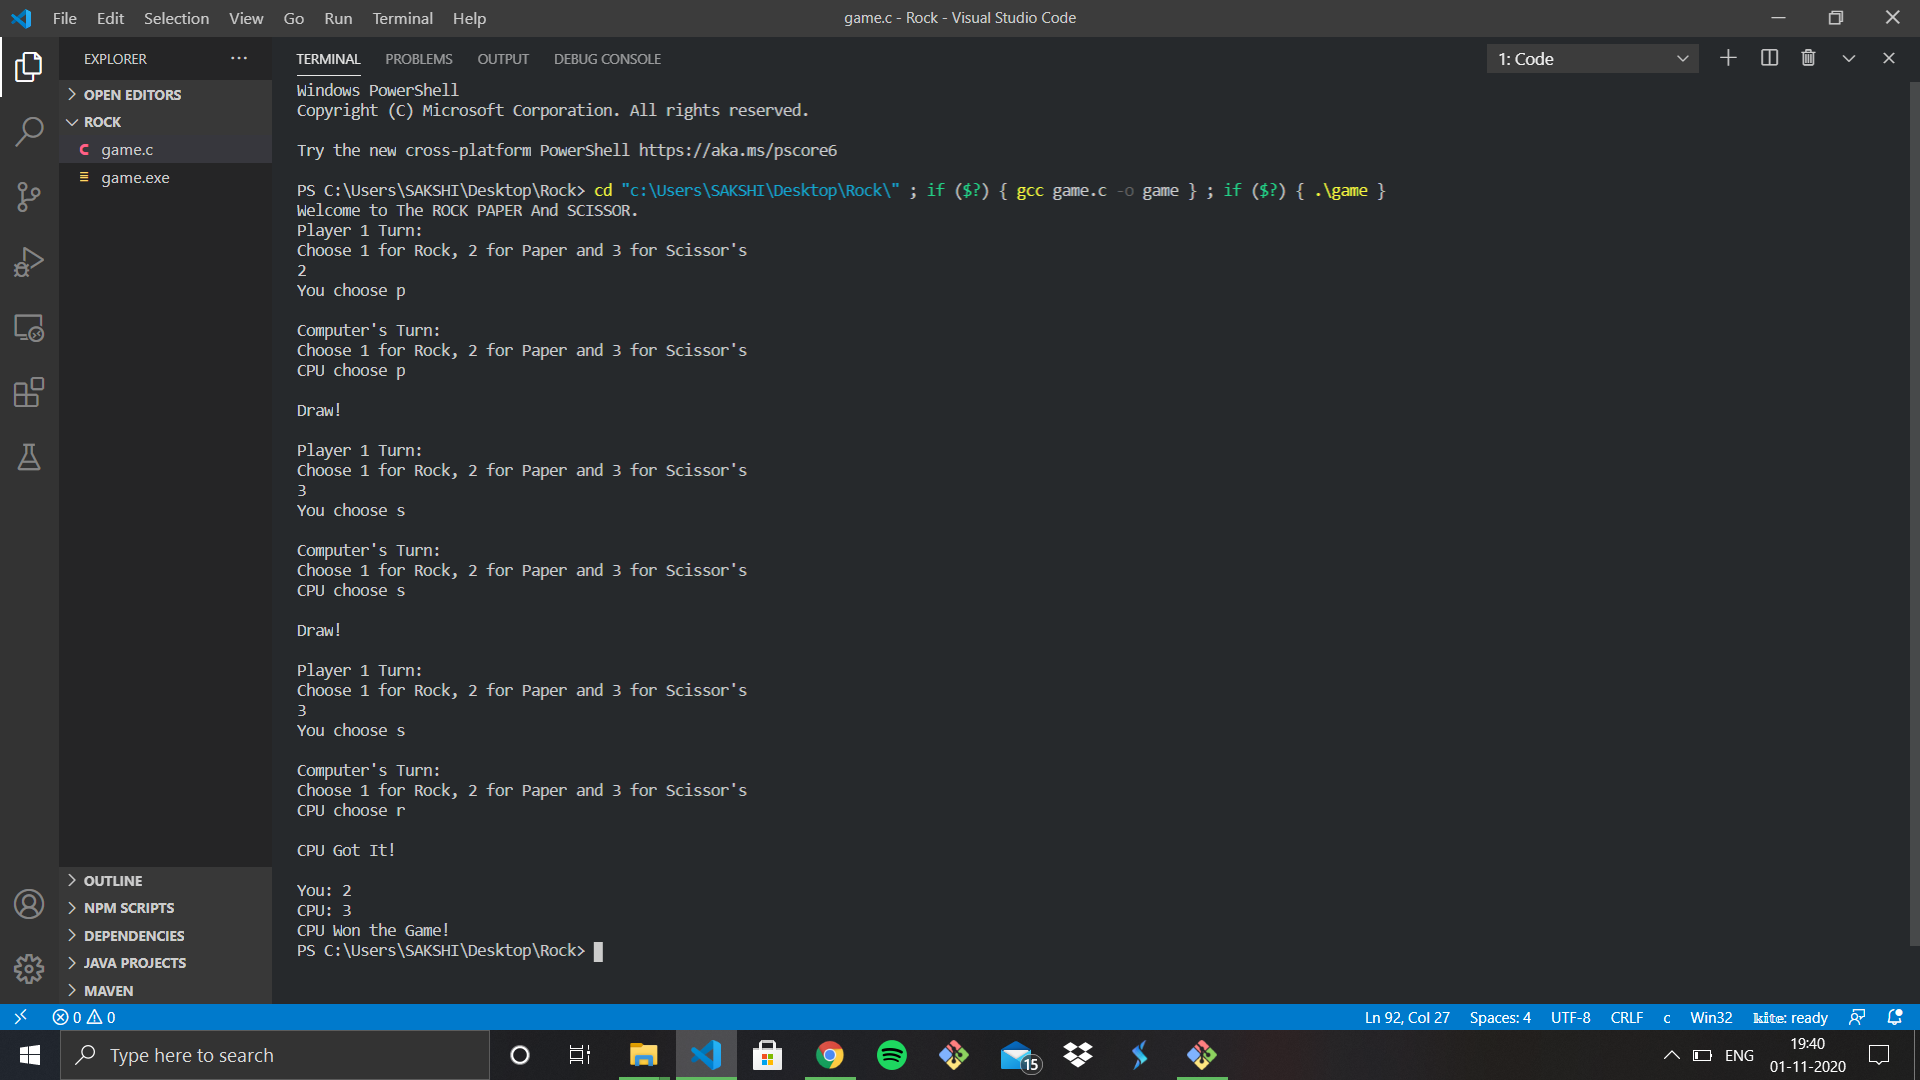 File Edit Selection View Go Run Terminal Help
game.c - Rock - Visual Studio Code
EXPLORER
OPEN EDITORS
ROCK
C game.c
game.exe
OUTLINE
NPM SCRIPTS
DEPENDENCIES
JAVA PROJECTS
MAVEN
TERMINAL PROBLEMS OUTPUT DEBUG CONSOLE
1: Code
Windows PowerShell
Copyright (C) Microsoft Corporation. All rights reserved.
Try the new cross-platform PowerShell https://aka.ms/pscore6
PS C:\Users\SAKSHI\Desktop\Rock> cd "c:\Users\SAKSHI\Desktop\Rock\" ; if ($?) { gcc game.c -o game } ; if ($?) { .\game }
Welcome to The ROCK PAPER And SCISSOR.
Player 1 Turn:
Choose 1 for Rock, 2 for Paper and 3 for Scissor's
2
You choose p
Computer's Turn:
Choose 1 for Rock, 2 for Paper and 3 for Scissor's
CPU choose p
Draw!
Player 1 Turn:
Choose 1 for Rock, 2 for Paper and 3 for Scissor's
3
You choose s
Computer's Turn:
Choose 1 for Rock, 2 for Paper and 3 for Scissor's
CPU choose s
Draw!
Player 1 Turn:
Choose 1 for Rock, 2 for Paper and 3 for Scissor's
3
You choose s
Computer's Turn:
Choose 1 for Rock, 2 for Paper and 3 for Scissor's
CPU choose r
CPU Got It!
You: 2
CPU: 3
CPU Won the Game!
PS C:\Users\SAKSHI\Desktop\Rock>
0 0
Ln 92, Col 27 Spaces: 4 UTF-8 CRLF c Win32 kite: ready
Type here to search
15
ENG
19:40
01-11-2020